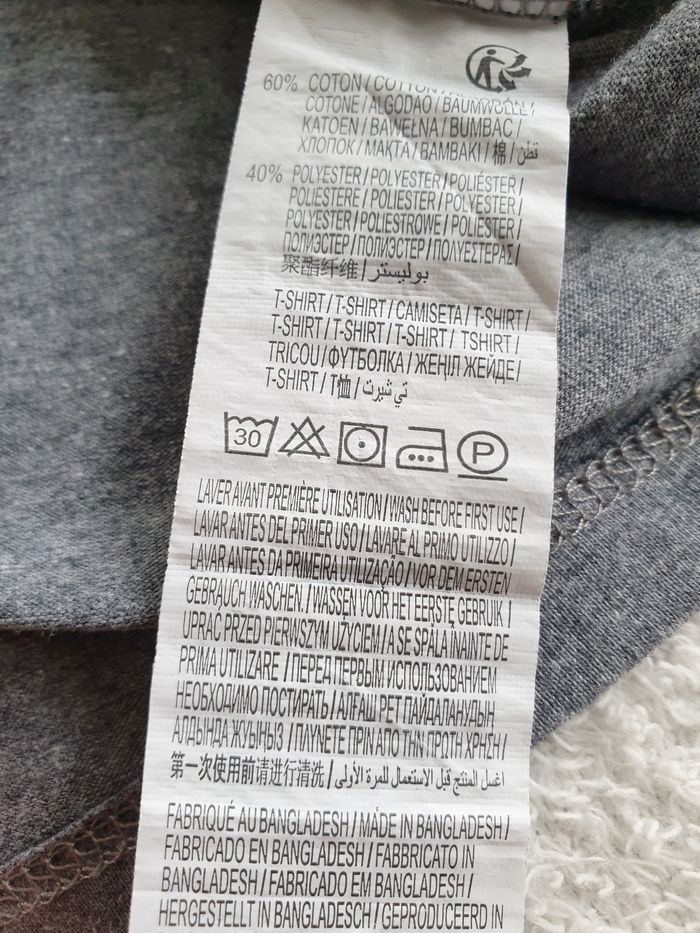 60% COTON / COTTON /
COTONE / ALGODAO / BAUMWOLLE /
KATOEN / BAWEŁNA / BUMBAC /
ХЛОПОК / МАҚТА / BAMBAKI / 棉 / قطن
40% POLYESTER / POLYESTER / POLIÉSTER /
POLIESTERE / POLIÉSTER / POLYESTER /
POLYESTER / POLIESTROWE / POLIESTER /
ПОЛИЭСТЕР / ПОЛИЭСТЕР / ΠΟΛΥΕΣΤΕΡΑΣ /
聚酯纤维 / بوليستر
T-SHIRT / T-SHIRT / CAMISETA / T-SHIRT /
T-SHIRT / T-SHIRT / T-SHIRT / TSHIRT /
TRICOU / ФУТБОЛКА / ЖЕҢІЛ ЖЕЙДЕ /
T-SHIRT / T恤 / تي شيرت
30 P
LAVER AVANT PREMIÈRE UTILISATION / WASH BEFORE FIRST USE /
LAVAR ANTES DEL PRIMER USO / LAVARE AL PRIMO UTILIZZO /
LAVAR ANTES DA PRIMEIRA UTILIZAÇÃO / VOR DEM ERSTEN
GEBRAUCH WASCHEN. / WASSEN VOOR HET EERSTE GEBRUIK /
UPRAĆ PRZED PIERWSZYM UŻYCIEM / A SE SPĂLA ÎNAINTE DE
PRIMA UTILIZARE / ПЕРЕД ПЕРВЫМ ИСПОЛЬЗОВАНИЕМ
НЕОБХОДИМО ПОСТИРАТЬ / АЛҒАШ РЕТ ПАЙДАЛАНУДЫҢ
АЛДЫНДА ЖУЫҢЫЗ / ΠΛΥΝΕΤΕ ΠΡΙΝ ΑΠΟ ΤΗΝ ΠΡΩΤΗ ΧΡΗΣΗ /
第一次使用前请进行清洗 / اغسل المنتج قبل الاستعمال للمرة الأولى /
FABRIQUÉ AU BANGLADESH / MADE IN BANGLADESH /
FABRICADO EN BANGLADESH / FABBRICATO IN
BANGLADESH / FABRICADO EM BANGLADESH /
HERGESTELLT IN BANGLADESCH / GEPRODUCEERD IN